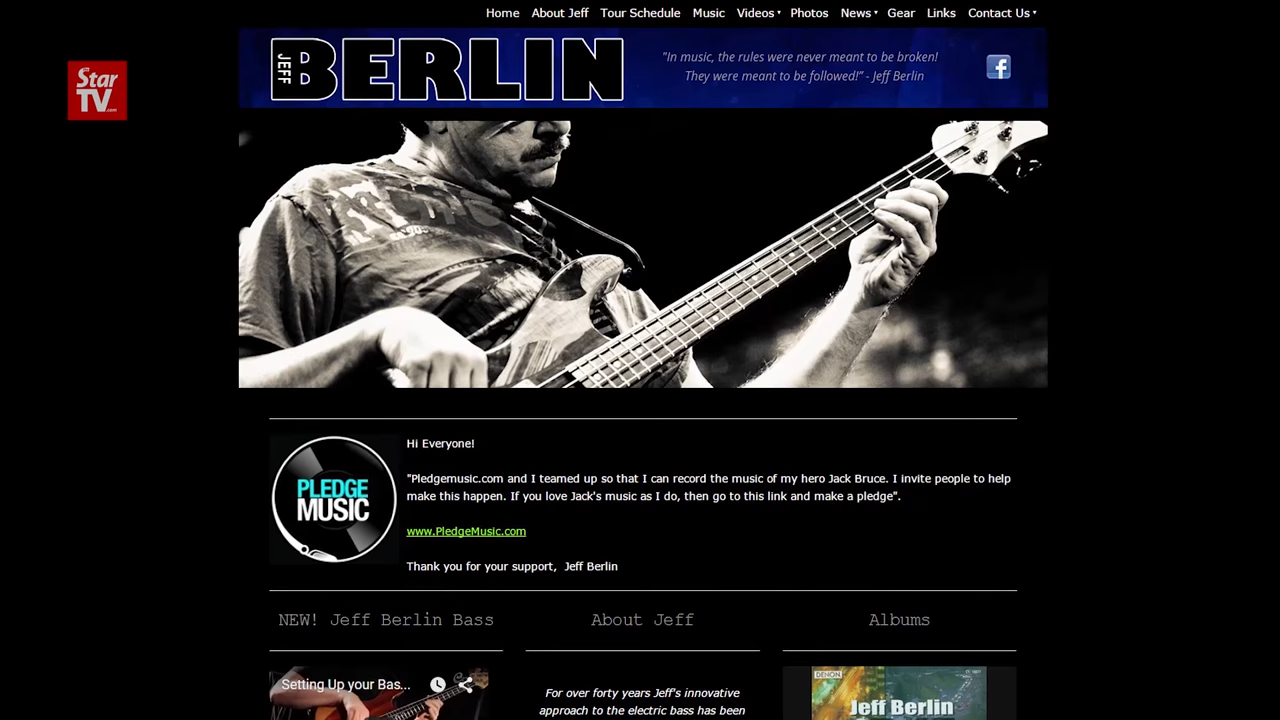 Home About Jeff Tour Schedule Music Videos Photos News Gear Links Contact Us
Star
TV.com
JEFF
BERLIN
"In music, the rules were never meant to be broken!
They were meant to be followed!” - Jeff Berlin
Hi Everyone!
PLEDGE
MUSIC
"Pledgemusic.com and I teamed up so that I can record the music of my hero Jack Bruce. I invite people to help
make this happen. If you love Jack's music as I do, then go to this link and make a pledge".
www.PledgeMusic.com
Thank you for your support, Jeff Berlin
NEW! Jeff Berlin Bass
About Jeff
Albums
Setting Up your Bas...
For over forty years Jeff's innovative
approach to the electric bass has been
DENON
Jeff Berlin